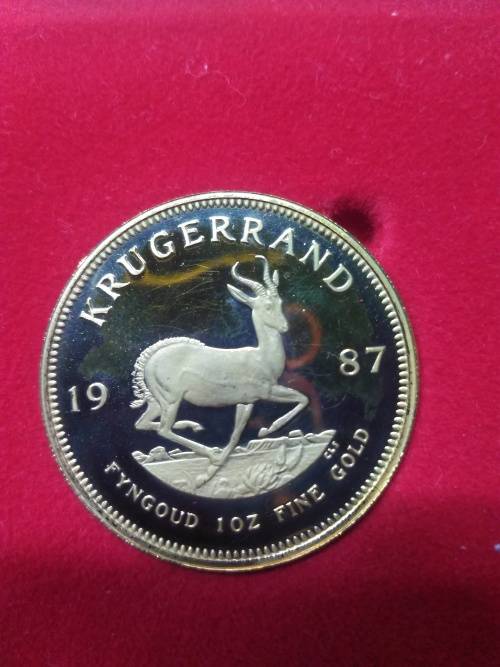 KRUGERRAND
19 87
FYNGOUD 1OZ FINE GOLD